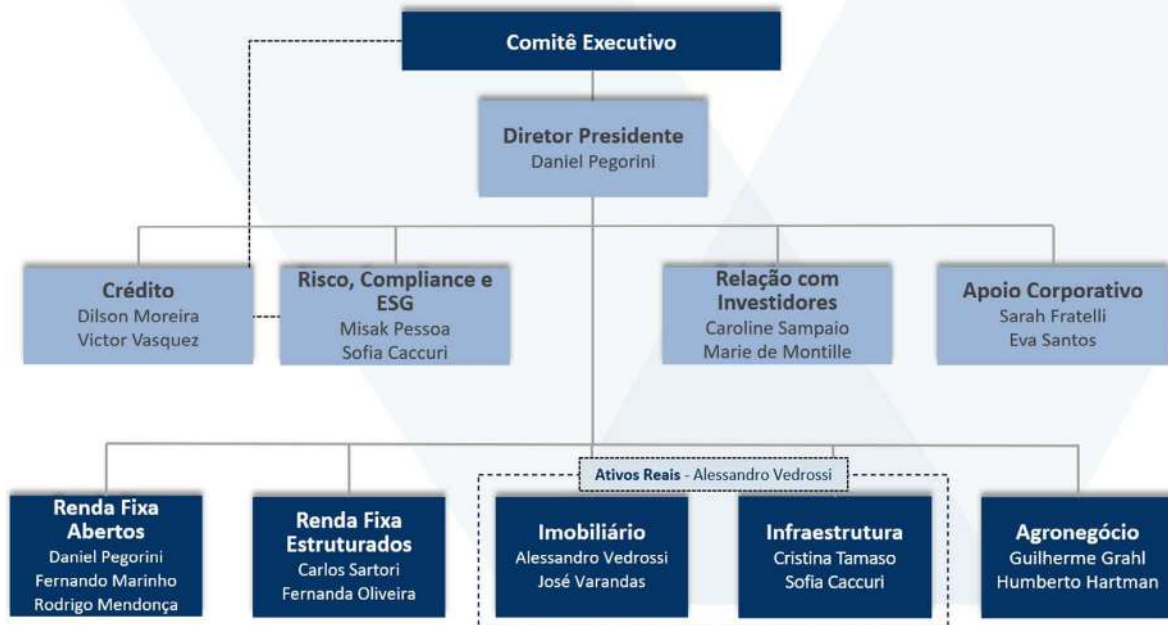 Comitê Executivo
Diretor Presidente
Daniel Pegorini
Crédito
Dilson Moreira
Victor Vasquez
Risco, Compliance e
ESG
Misak Pessoa
Sofia Caccuri
Relação com
Investidores
Caroline Sampaio
Marie de Montille
Apoio Corporativo
Sarah Fratelli
Eva Santos
Ativos Reais - Alessandro Vedrossi
Renda Fixa
Abertos
Daniel Pegorini
Fernando Marinho
Rodrigo Mendonça
Renda Fixa
Estruturados
Carlos Sartori
Fernanda Oliveira
Imobiliário
Alessandro Vedrossi
José Varandas
Infraestrutura
Cristina Tamaso
Sofia Caccuri
Agronegócio
Guilherme Grahl
Humberto Hartman